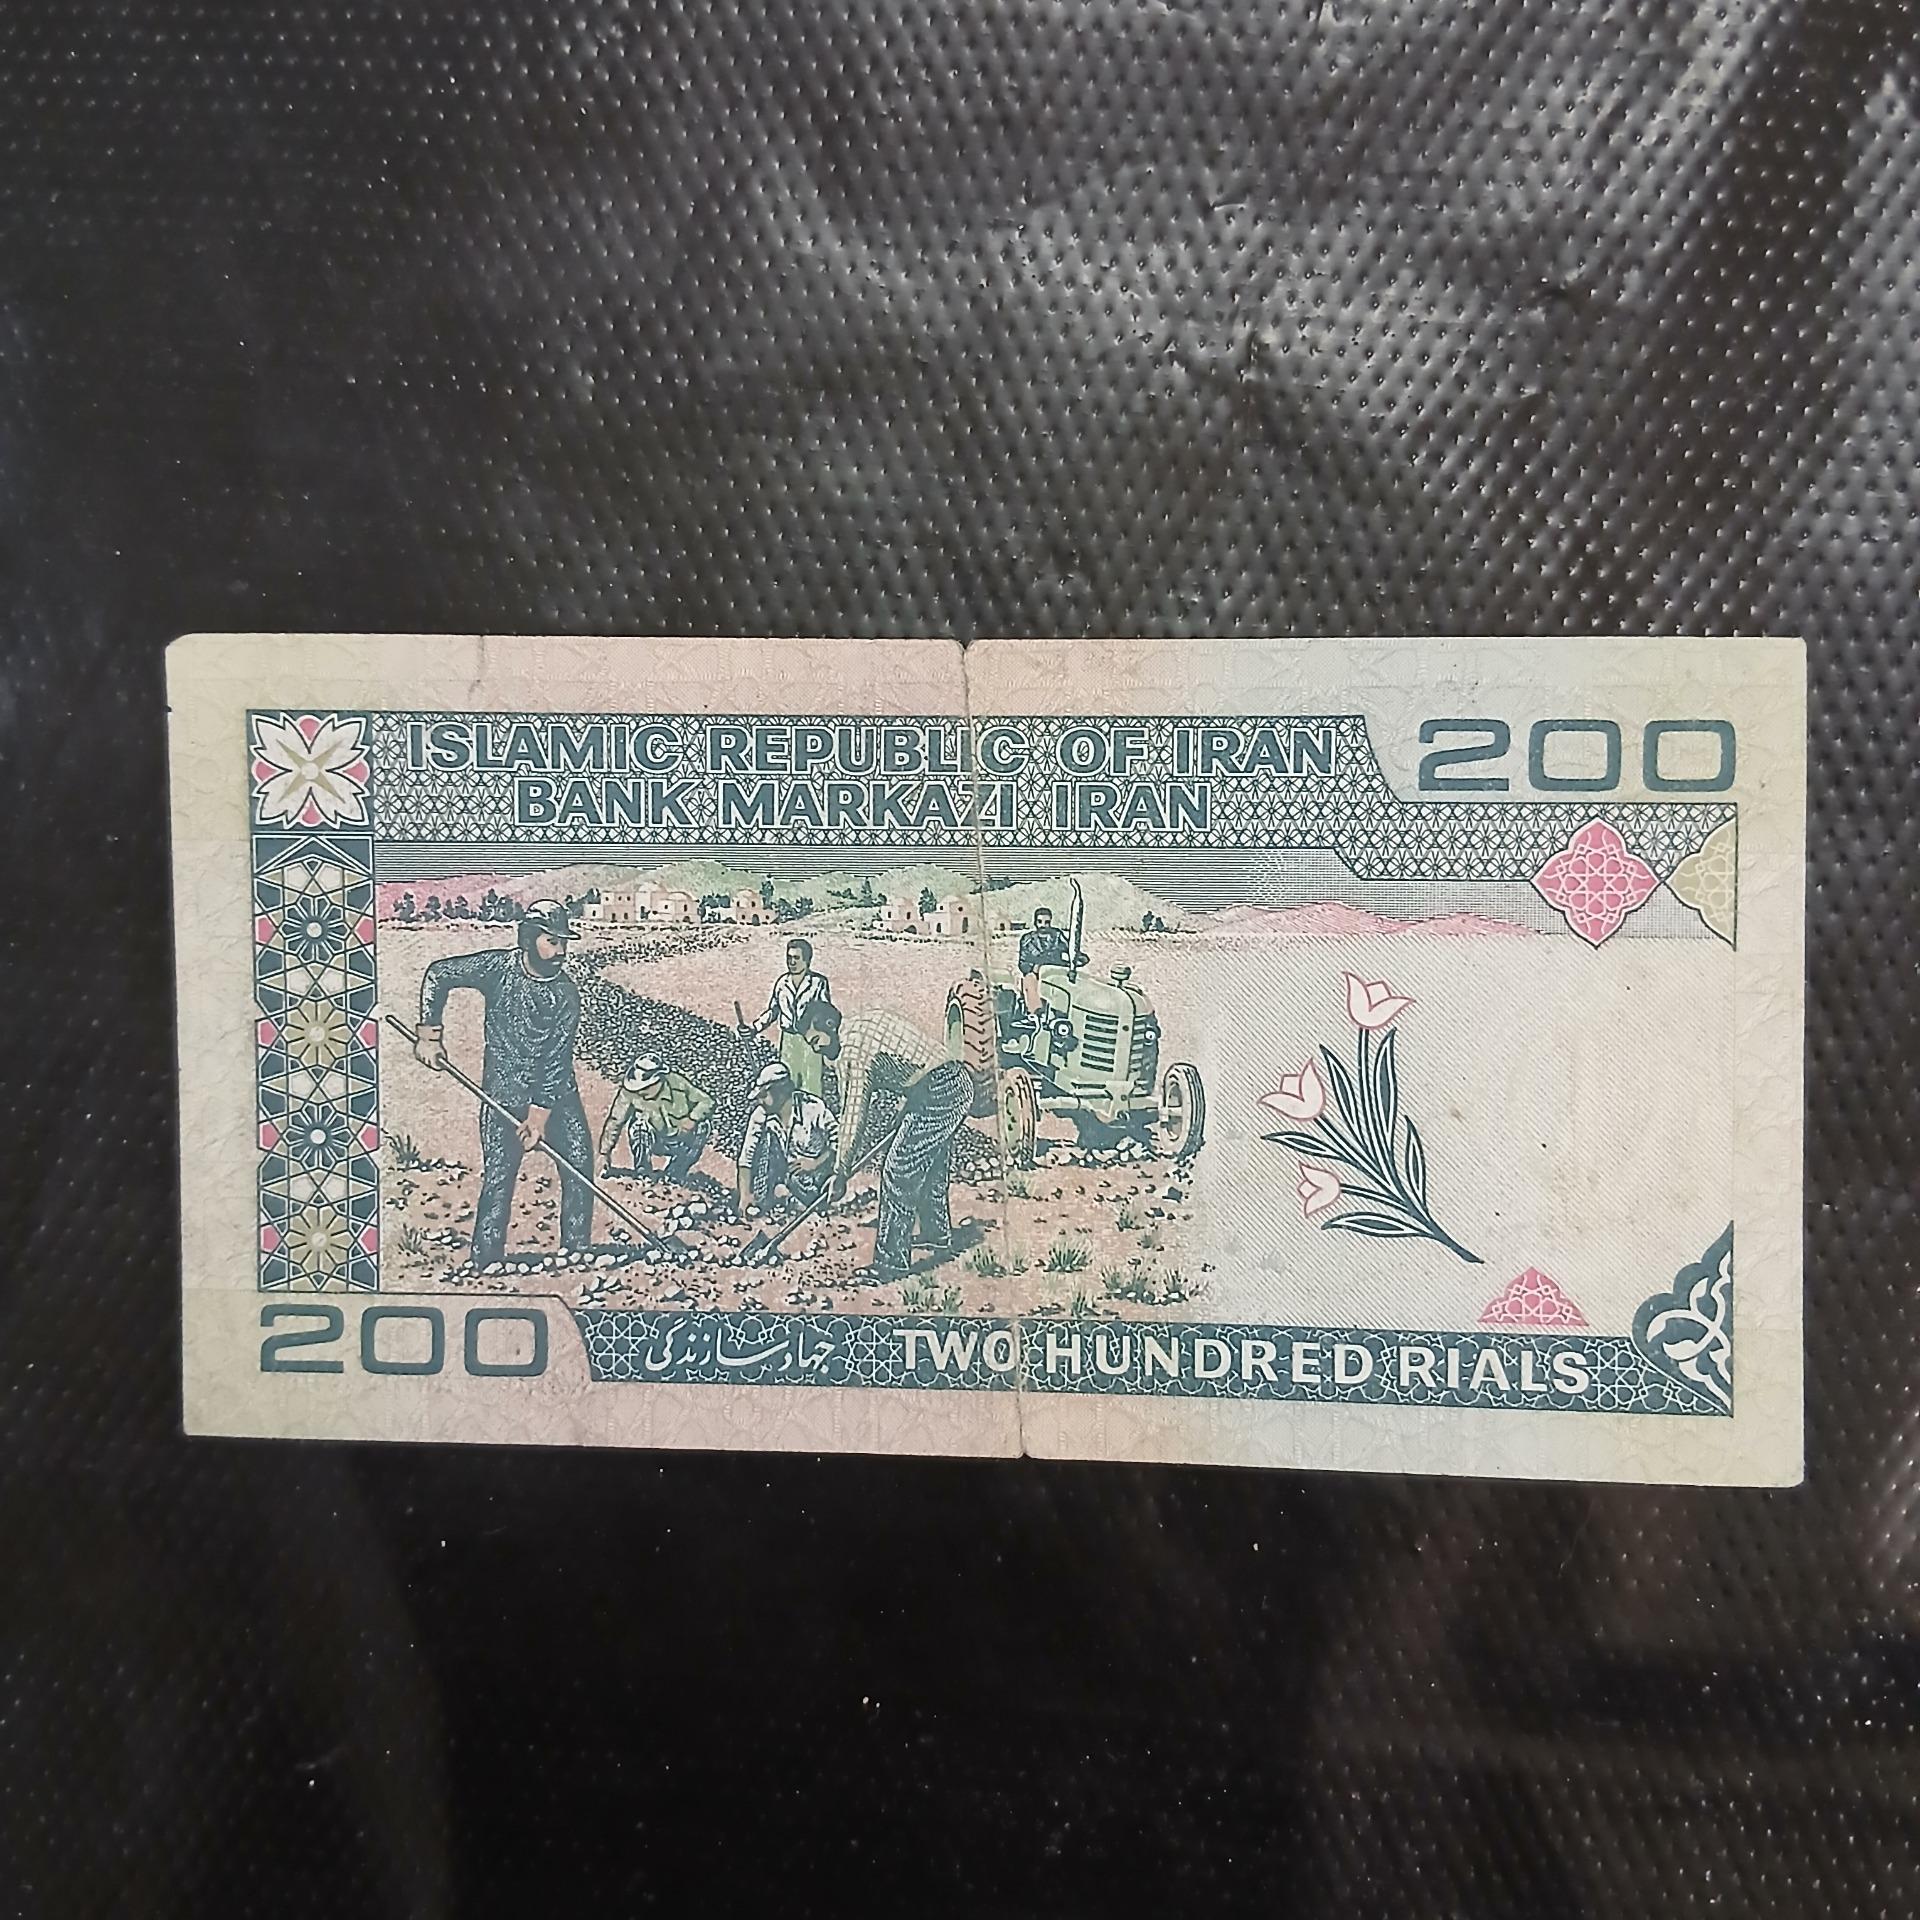 ISLAMIC REPUBLIC OF IRAN
200
BANK MARKAZI IRAN
200
جهاد سازندگی
TWO HUNDRED RIALS